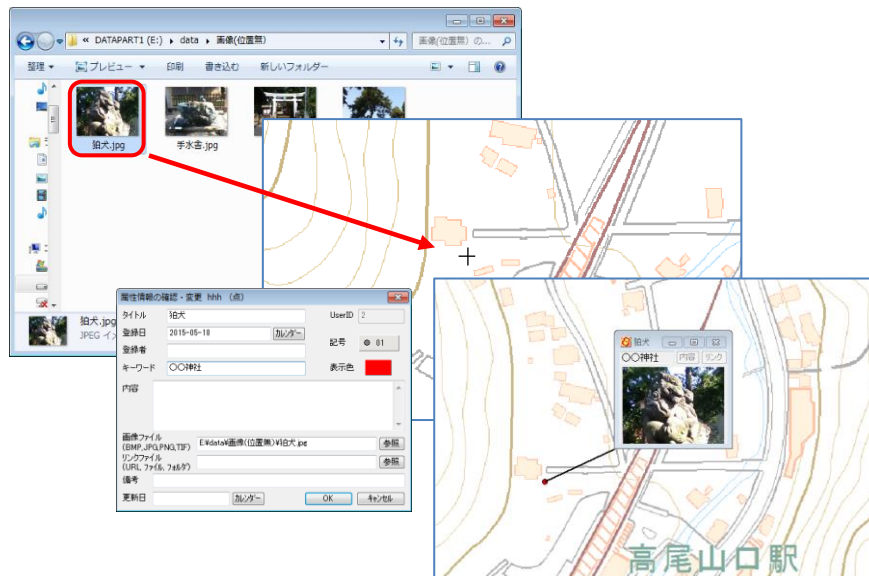 « DATAPART1 (E:) ▸ data ▸ 画像(位置無)
画像(位置無) の...
整理
プレビュー
印刷
書き込む
新しいフォルダー
狛犬.jpg
手水舎.jpg
狛犬.jpg
JPEG イメ
属性情報の確認・変更 hhh (点)
タイトル 狛犬
UserID 2
登録日 2015-05-18 カレンダー
登録者
記号 01
キーワード 〇〇神社
表示色
内容
画像ファイル
(BMP,JPG,PNG,TIF)
E:¥data¥画像(位置無)¥狛犬.jpg 参照
リンクファイル
(URL, ファイル, フォルダ)
参照
備考
更新日 カレンダー
OK キャンセル
狛犬
〇〇神社 内容 リンク
高尾山口駅